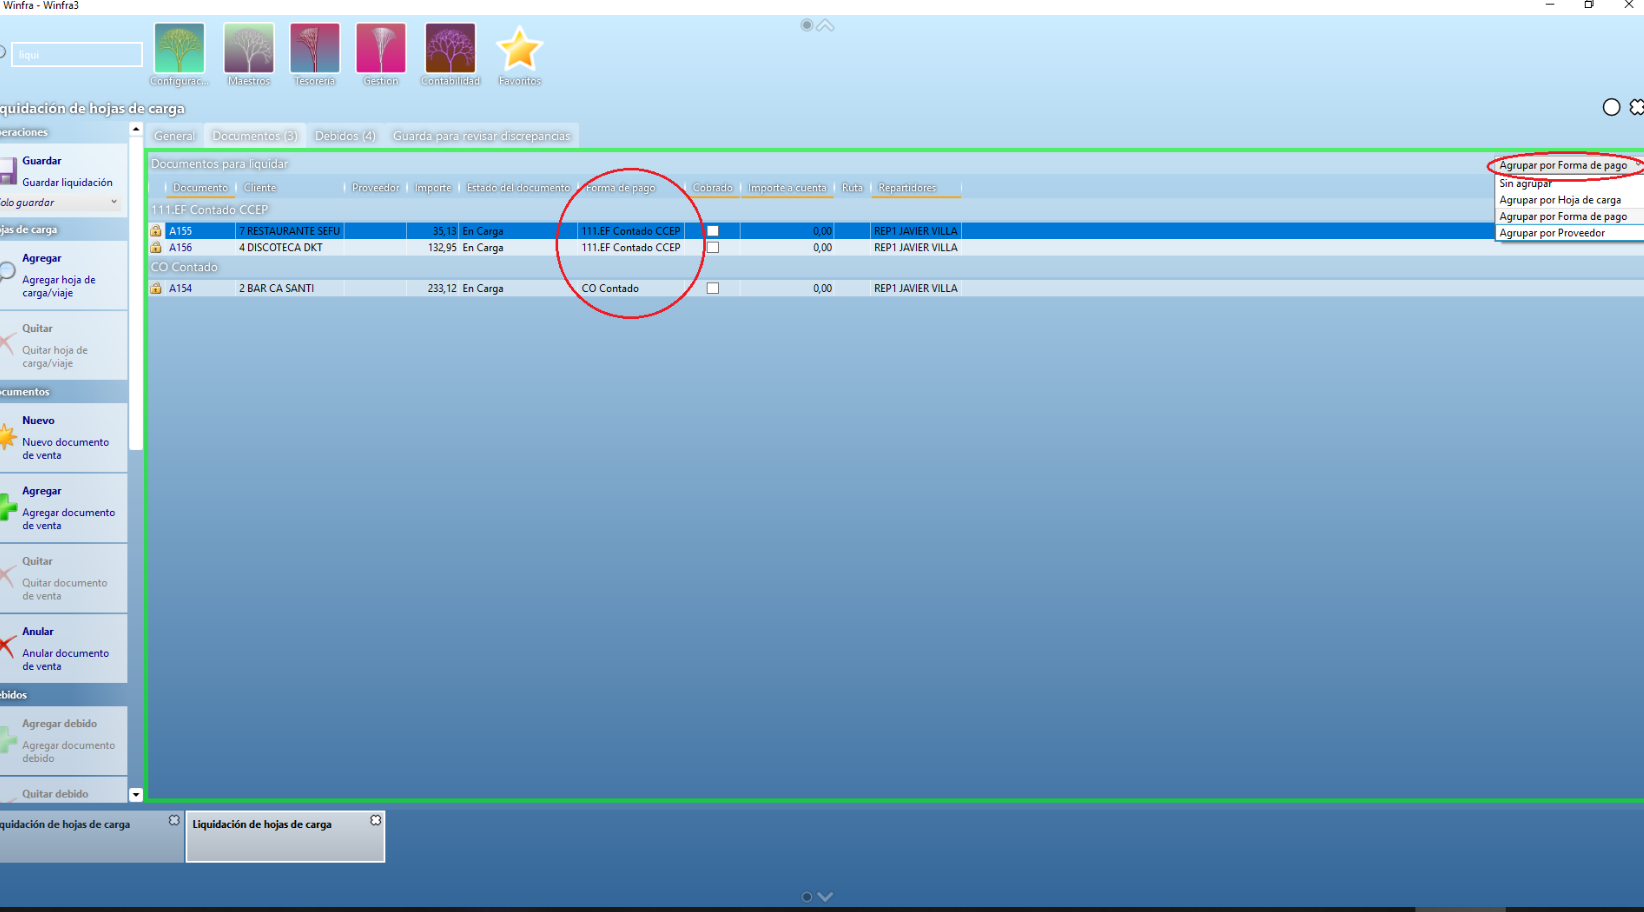 Winfra - Winfra3
liqui
Configurac...
Maestros
Tesorería
Gestion
Contabilidad
Favoritos
quidación de hojas de carga
eraciones
Guardar
Guardar liquidación
olo guardar
jas de carga
Agregar
Agregar hoja de
carga/viaje
Quitar
Quitar hoja de
carga/viaje
ocumentos
Nuevo
Nuevo documento
de venta
Agregar
Agregar documento
de venta
Quitar
Quitar documento
de venta
Anular
Anular documento
de venta
ebidos
Agregar debido
Agregar documento
debido
Quitar debido
General Documentos (3) Debidos (4) Guarda para revisar discrepancias
Documentos para liquidar
Agrupar por Forma de pago
Sin agrupar
Agrupar por Hoja de carga
Agrupar por Forma de pago
Agrupar por Proveedor
Documento Cliente Proveedor Importe Estado del documento Forma de pago Cobrado Importe a cuenta Ruta Repartidores
111.EF Contado CCEP
A155 7 RESTAURANTE SEFU 35,13 En Carga 111.EF Contado CCEP 0,00 REP1 JAVIER VILLA
A156 4 DISCOTECA DKT 132,95 En Carga 111.EF Contado CCEP 0,00 REP1 JAVIER VILLA
CO Contado
A154 2 BAR CA SANTI 233,12 En Carga CO Contado 0,00 REP1 JAVIER VILLA
quidación de hojas de carga
Liquidación de hojas de carga